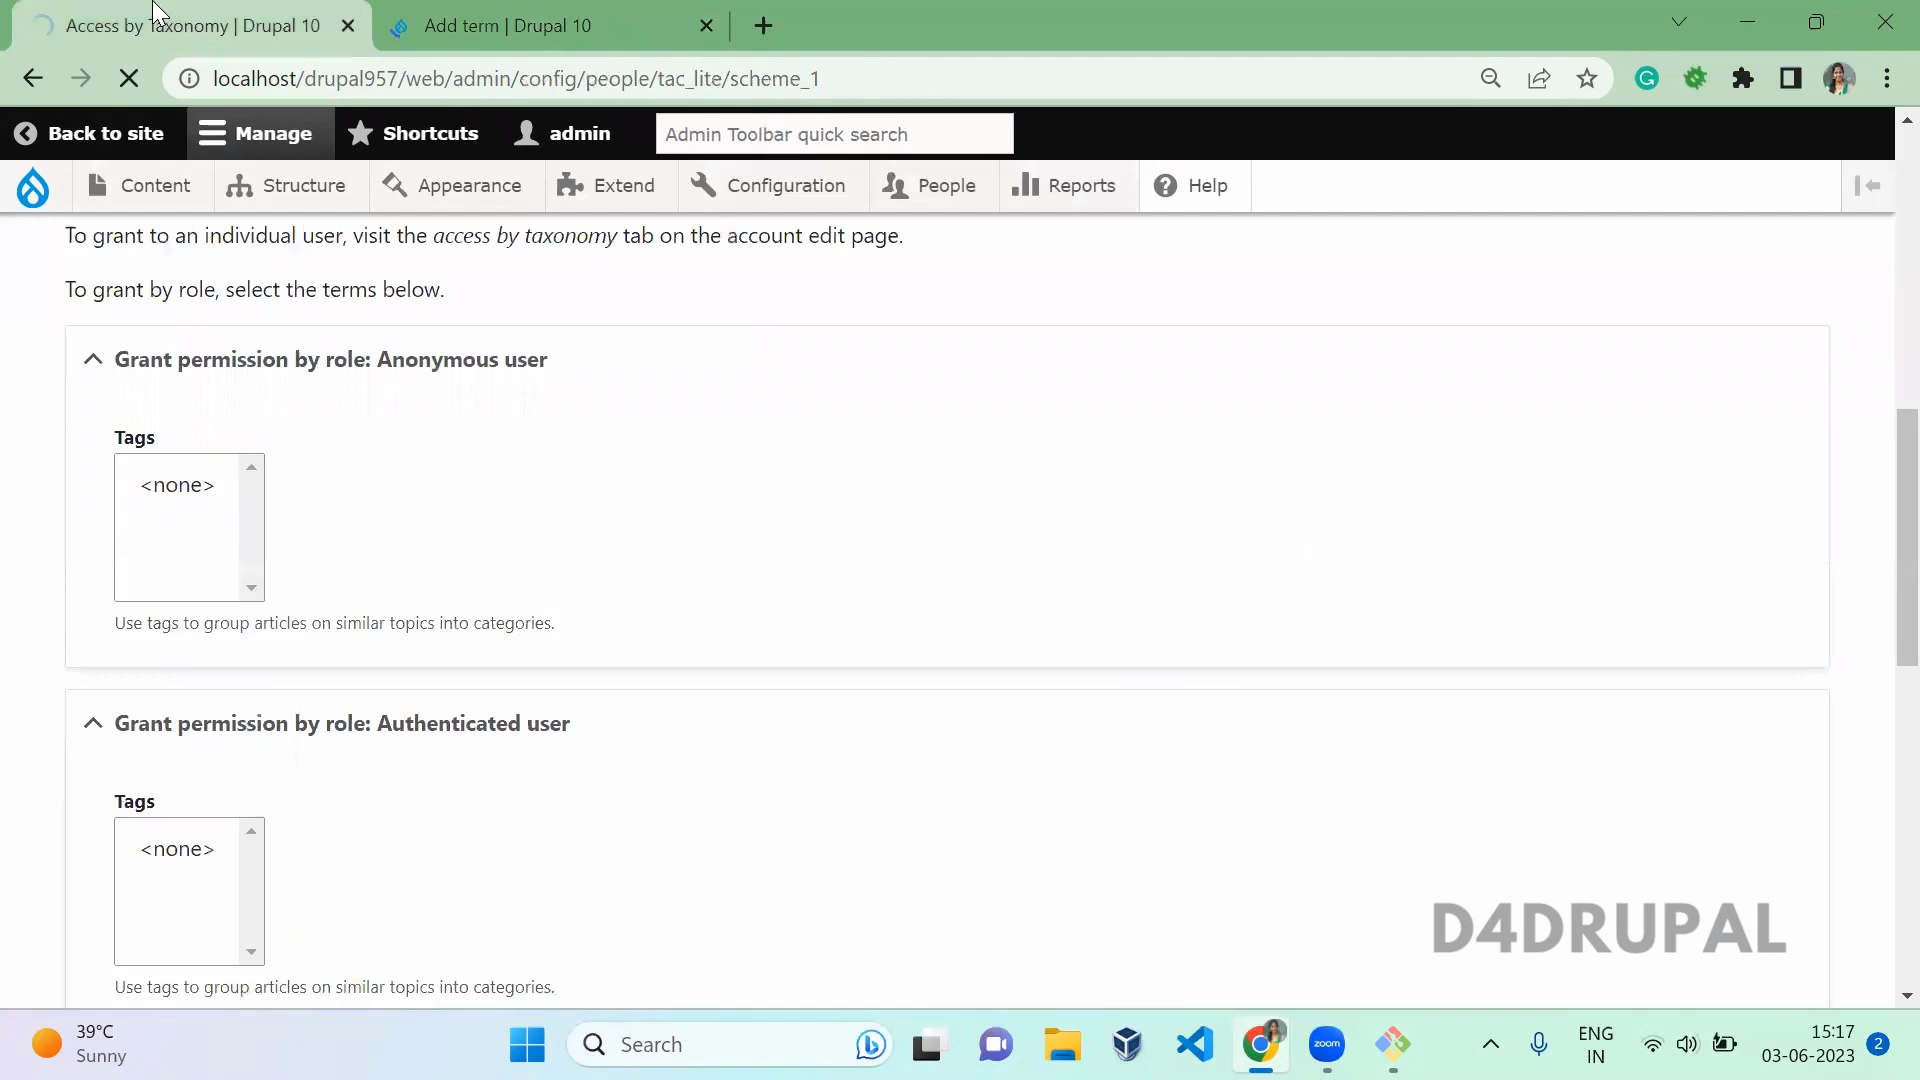 Access by Taxonomy | Drupal 10
Add term | Drupal 10
localhost/drupal957/web/admin/config/people/tac_lite/scheme_1
Back to site
Manage
Shortcuts
admin
Admin Toolbar quick search
Content
Structure
Appearance
Extend
Configuration
People
Reports
Help
To grant to an individual user, visit the access by taxonomy tab on the account edit page.
To grant by role, select the terms below.
Grant permission by role: Anonymous user
Tags
<none>
Use tags to group articles on similar topics into categories.
Grant permission by role: Authenticated user
Tags
<none>
Use tags to group articles on similar topics into categories.
D4DRUPAL
39°C
Sunny
Search
zoom
ENG
IN
15:17
03-06-2023
2